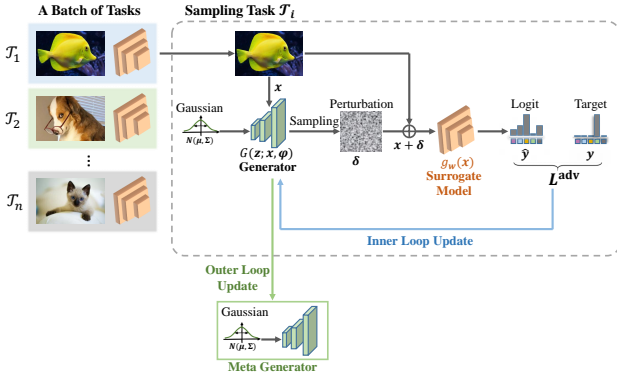 A Batch of Tasks
Sampling Task 𝒯ᵢ
𝒯₁
x
𝒯₂
Gaussian
N(μ,Σ)
G(z; x, φ)
Generator
Sampling
Perturbation
δ
x + δ
g_w(x)
Surrogate
Model
Logit
Target
ŷ
y
L^adv
⋮
𝒯ₙ
Inner Loop Update
Outer Loop
Update
Gaussian
N(μ,Σ)
Meta Generator